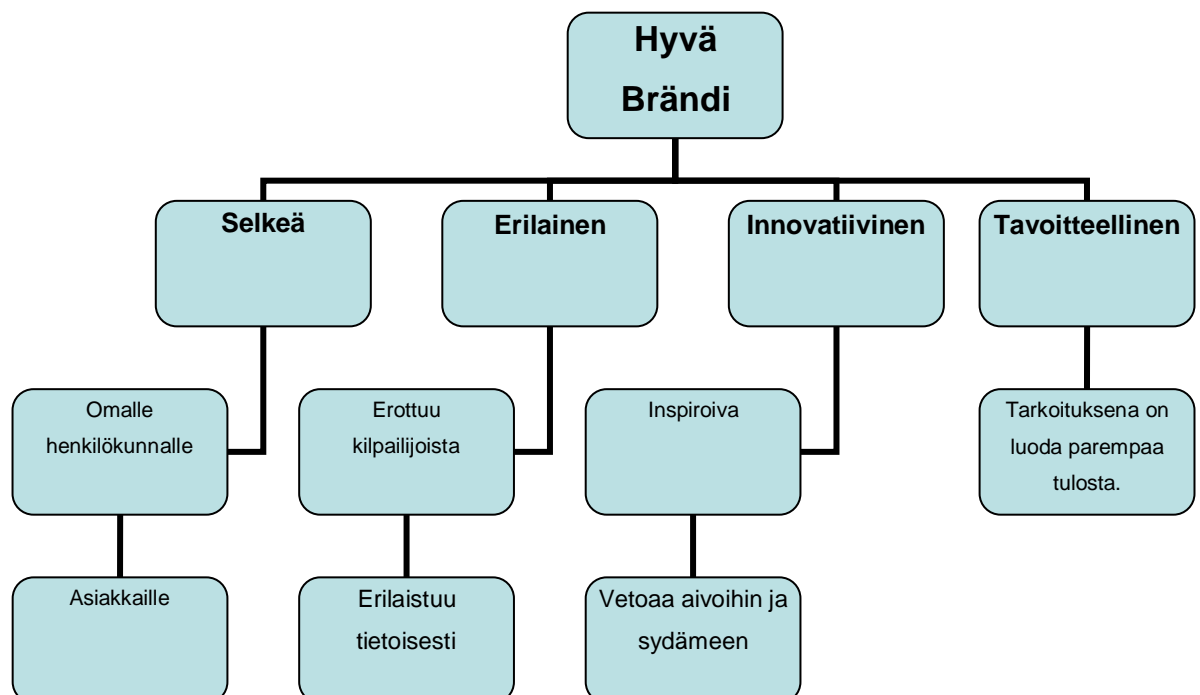 Hyvä
Brändi
Selkeä
Erilainen
Innovatiivinen
Tavoitteellinen
Omalle
henkilökunnalle
Erottuu
kilpailijoista
Inspiroiva
Tarkoituksena on
luoda parempaa
tulosta.
Asiakkaille
Erilaistuu
tietoisesti
Vetoaa aivoihin ja
sydämeen